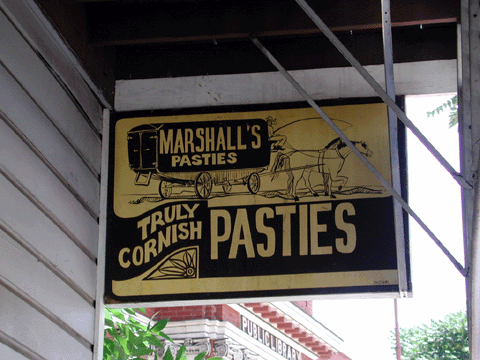 MARSHALL'S
PASTIES
TRULY
CORNISH
PASTIES
PUBLIC LIBRARY